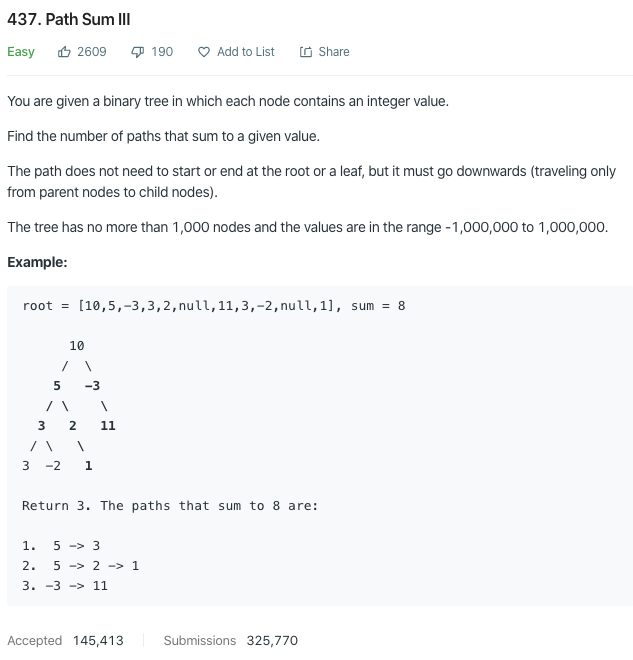 437. Path Sum III
Easy 2609 190 Add to List Share
You are given a binary tree in which each node contains an integer value.
Find the number of paths that sum to a given value.
The path does not need to start or end at the root or a leaf, but it must go downwards (traveling only
from parent nodes to child nodes).
The tree has no more than 1,000 nodes and the values are in the range -1,000,000 to 1,000,000.
Example:
root = [10,5,-3,3,2,null,11,3,-2,null,1], sum = 8
      10
     /  \
    5   -3
   / \    \
  3   2   11
 / \   \
3  -2   1
Return 3. The paths that sum to 8 are:
1.  5 -> 3
2.  5 -> 2 -> 1
3. -3 -> 11
Accepted 145,413 Submissions 325,770